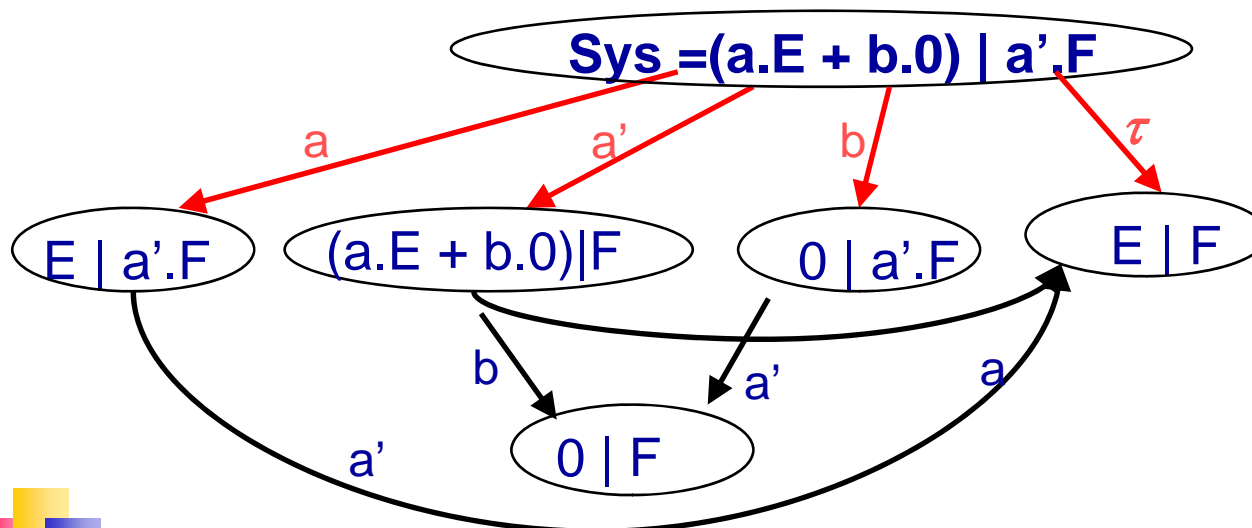 Sys =(a.E + b.0) | a’.F
a a’ b τ
E | a’.F (a.E + b.0)|F 0 | a’.F E | F
b a’ a
a’ 0 | F